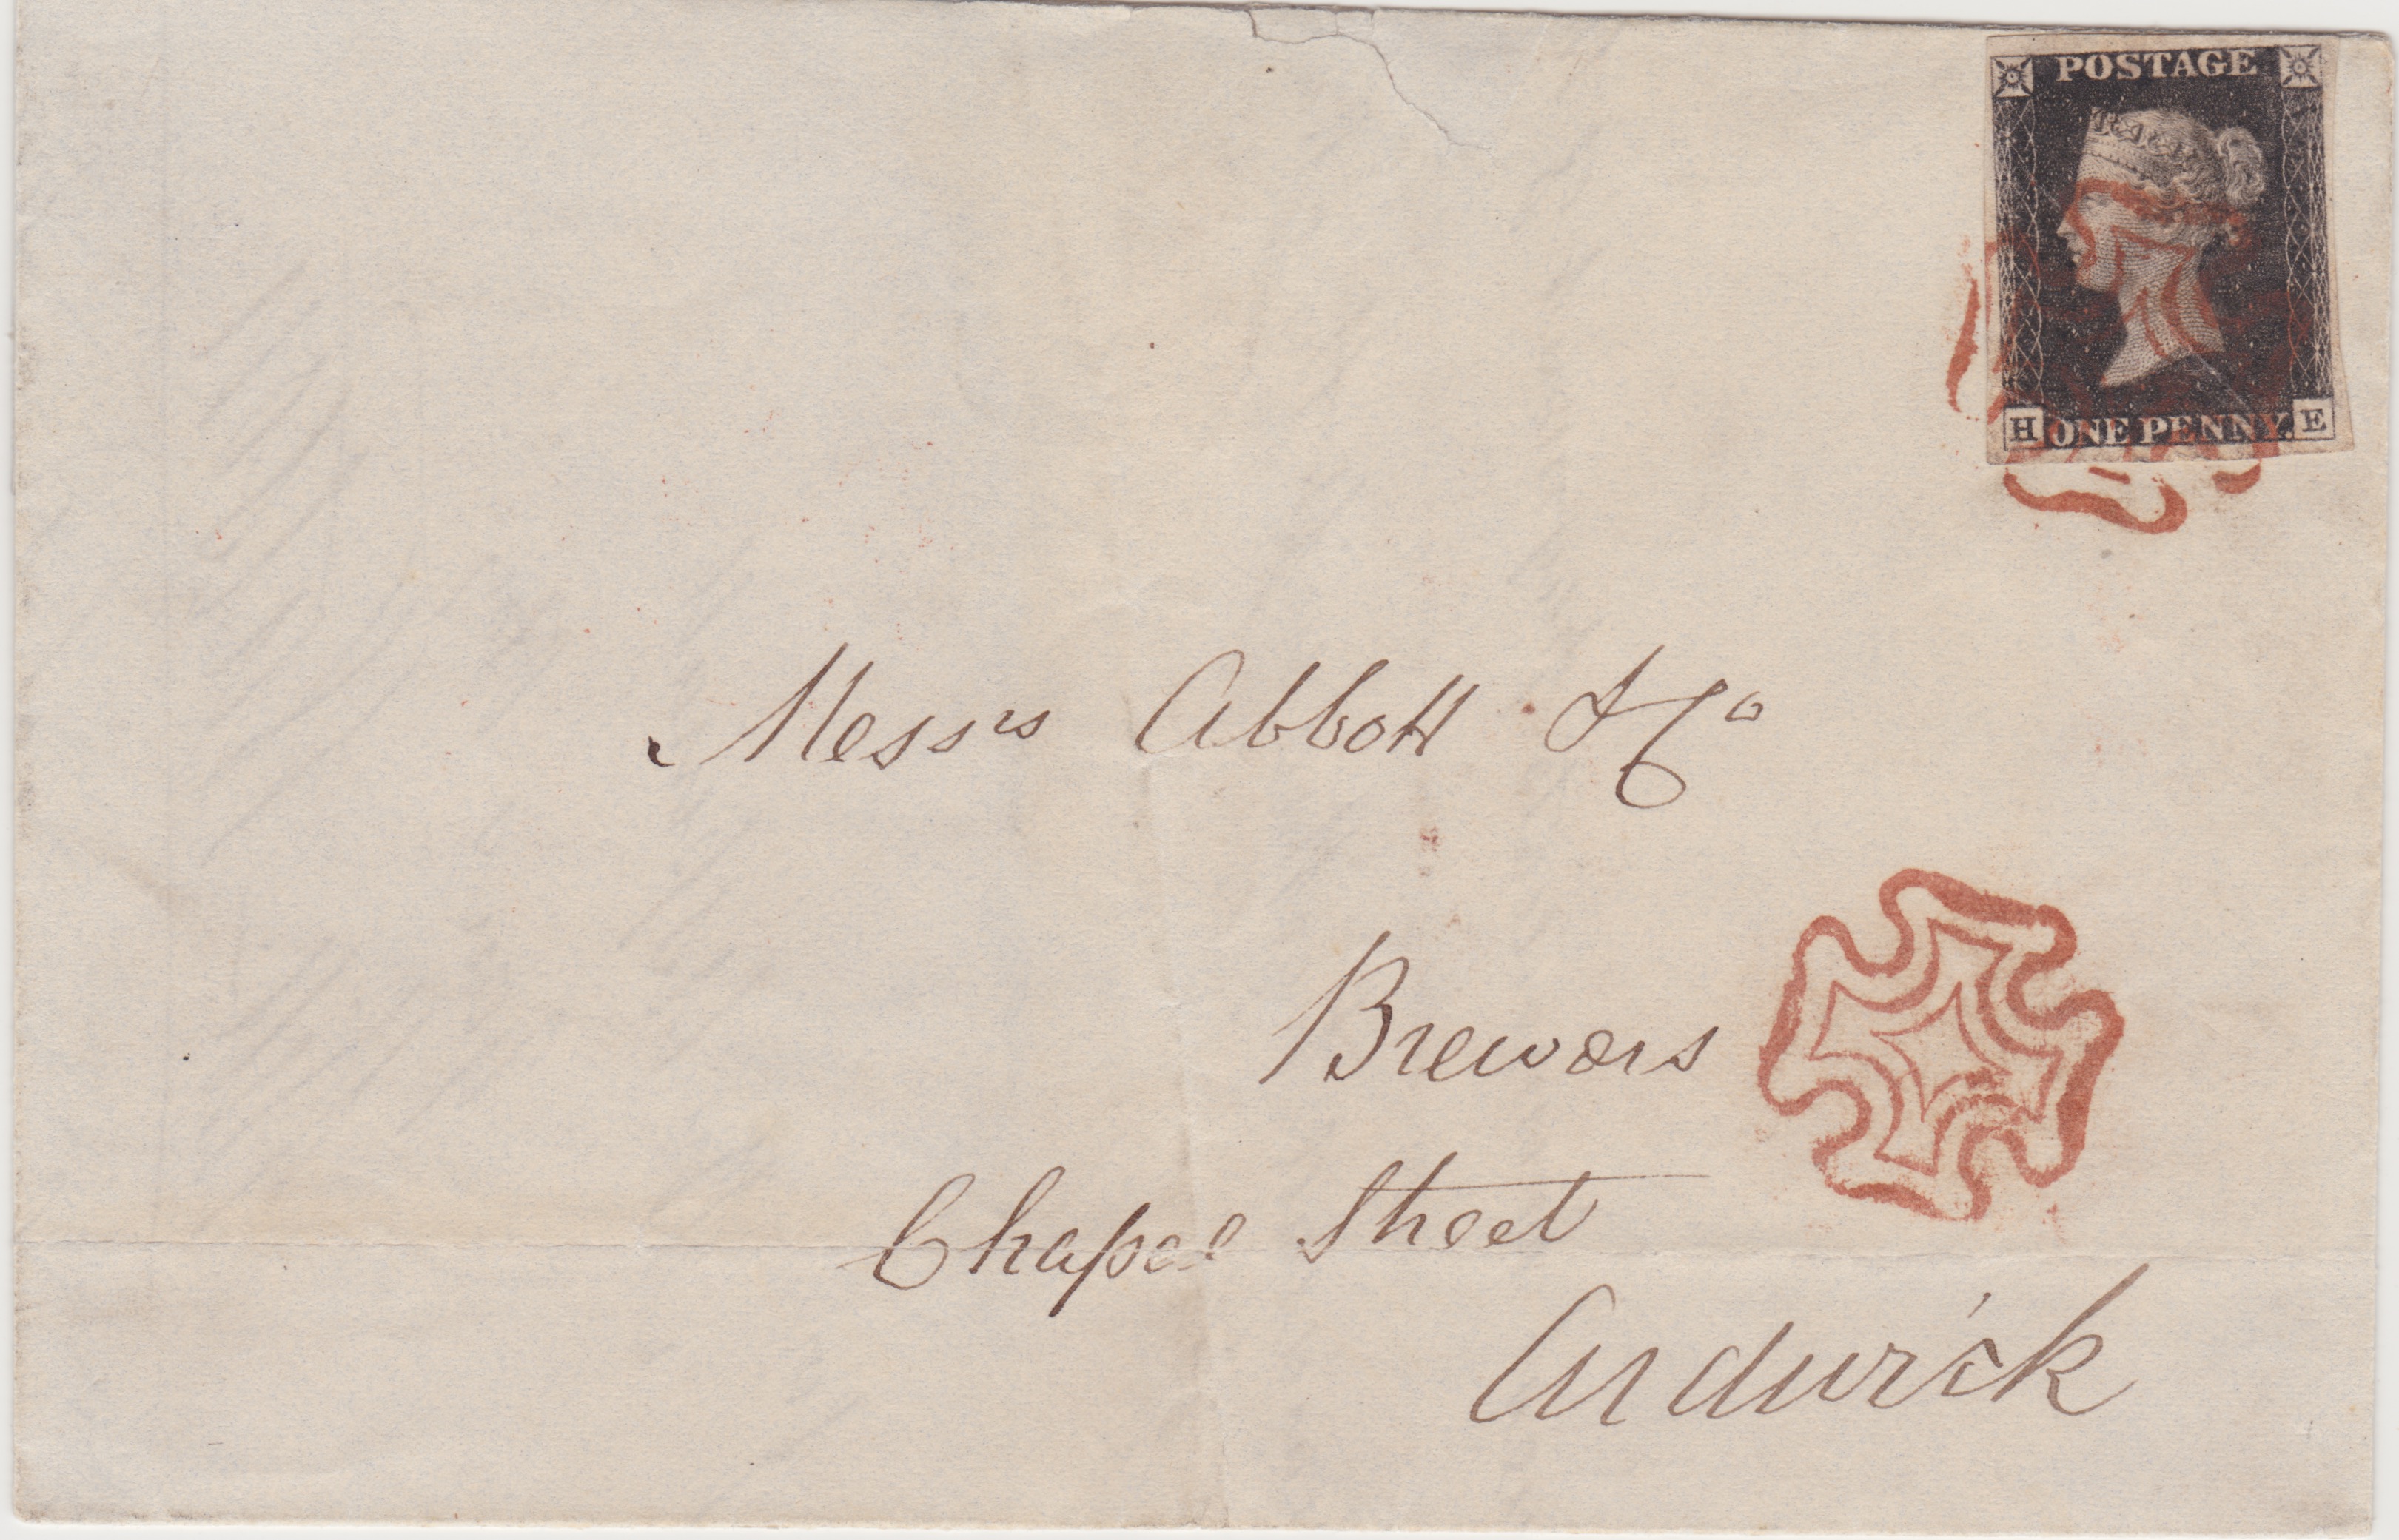 POSTAGE
H ONE PENNY. E
Messrs Abbott & Co
Brewers
Chapel Street
Ardwick